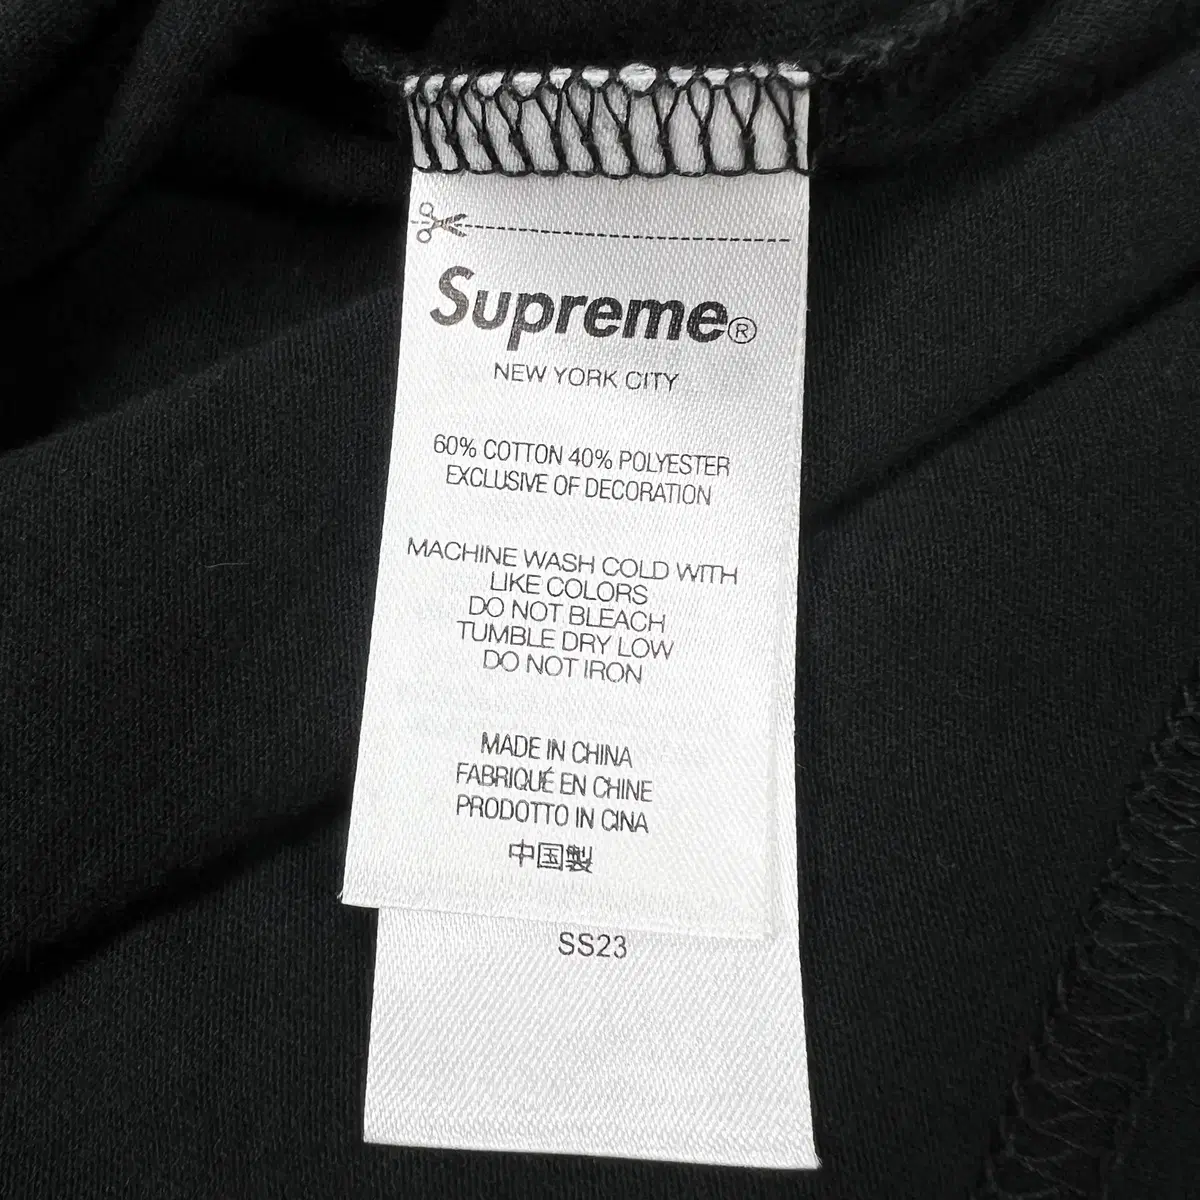 Supreme®
NEW YORK CITY
60% COTTON 40% POLYESTER
EXCLUSIVE OF DECORATION
MACHINE WASH COLD WITH
LIKE COLORS
DO NOT BLEACH
TUMBLE DRY LOW
DO NOT IRON
MADE IN CHINA
FABRIQUÉ EN CHINE
PRODOTTO IN CINA
中国製
SS23